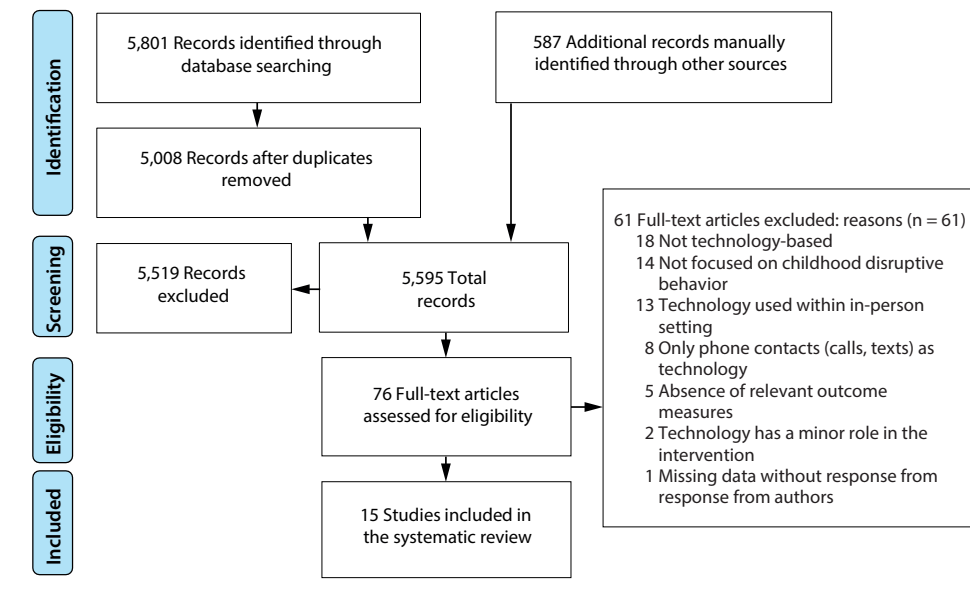 Identification
5,801 Records identified through
database searching
587 Additional records manually
identified through other sources
5,008 Records after duplicates
removed
Screening
5,519 Records
excluded
5,595 Total
records
61 Full-text articles excluded: reasons (n = 61)
18 Not technology-based
14 Not focused on childhood disruptive
behavior
13 Technology used within in-person
setting
8 Only phone contacts (calls, texts) as
technology
5 Absence of relevant outcome
measures
2 Technology has a minor role in the
intervention
1 Missing data without response from
response from authors
Eligibility
76 Full-text articles
assessed for eligibility
Included
15 Studies included in
the systematic review